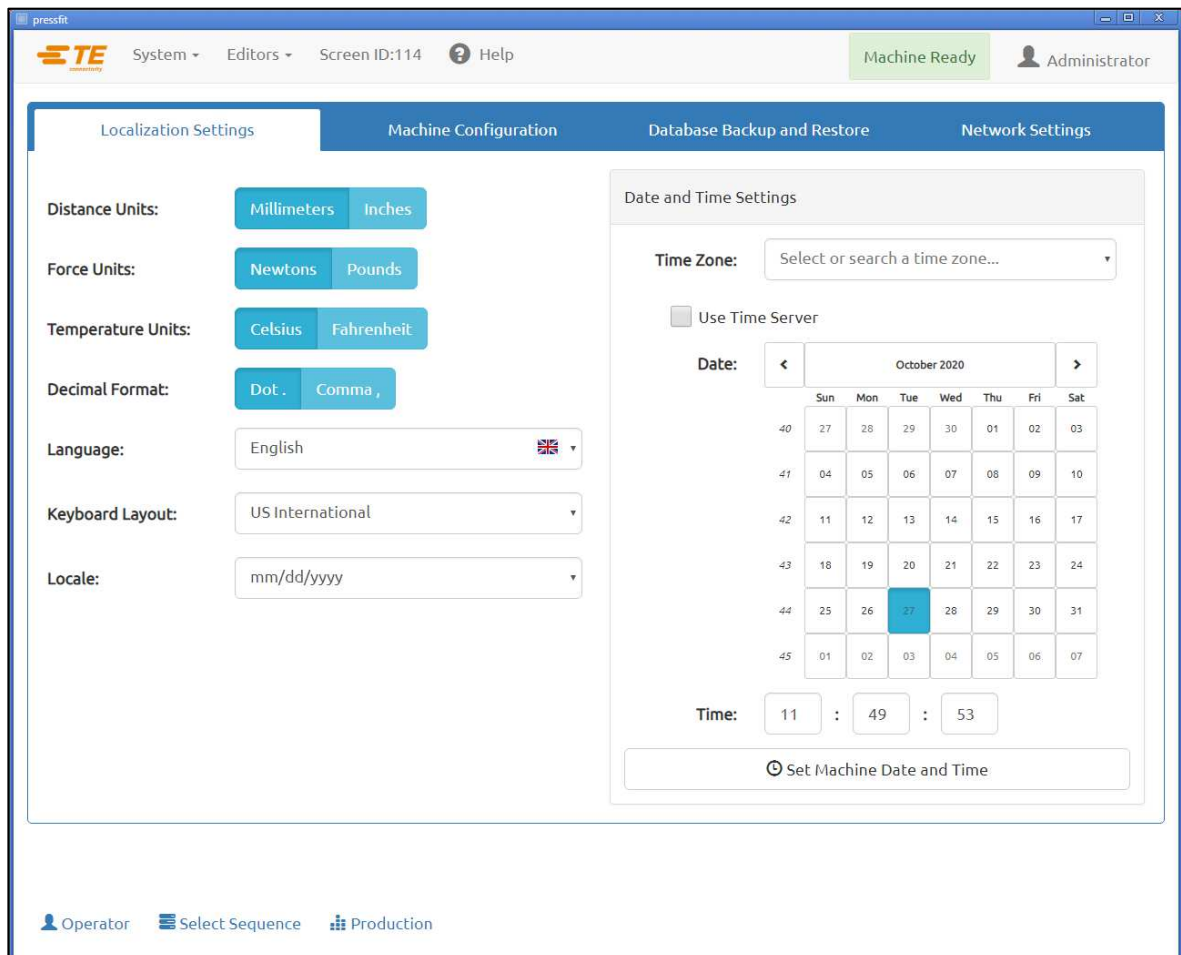 pressfit
TE connectivity System Editors Screen ID:114 Help Machine Ready Administrator
Localization Settings Machine Configuration Database Backup and Restore Network Settings
Distance Units: Millimeters Inches
Force Units: Newtons Pounds
Temperature Units: Celsius Fahrenheit
Decimal Format: Dot . Comma ,
Language: English
Keyboard Layout: US International
Locale: mm/dd/yyyy
Date and Time Settings
Time Zone: Select or search a time zone...
Use Time Server
Date: October 2020
Sun Mon Tue Wed Thu Fri Sat
40 27 28 29 30 01 02 03
41 04 05 06 07 08 09 10
42 11 12 13 14 15 16 17
43 18 19 20 21 22 23 24
44 25 26 27 28 29 30 31
45 01 02 03 04 05 06 07
Time: 11 : 49 : 53
Set Machine Date and Time
Operator Select Sequence Production